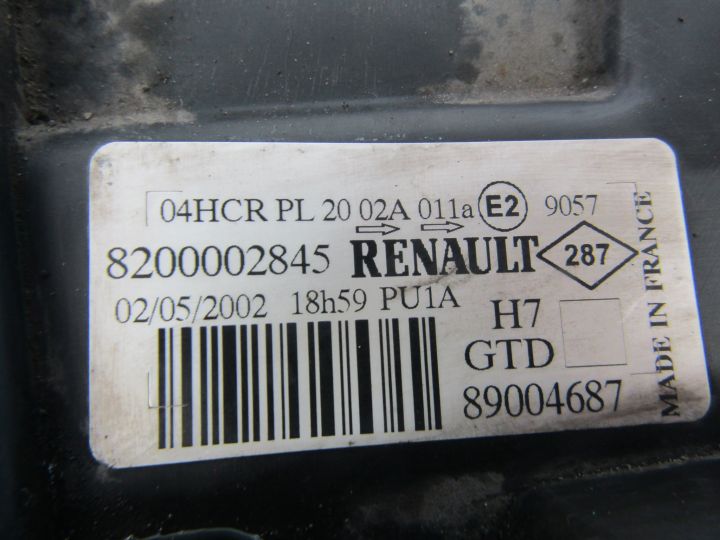 04HCR PL 20 02A 011a E2 9057
8200002845 RENAULT 287
02/05/2002 18h59 PU1A
H7
GTD
89004687
MADE IN FRANCE